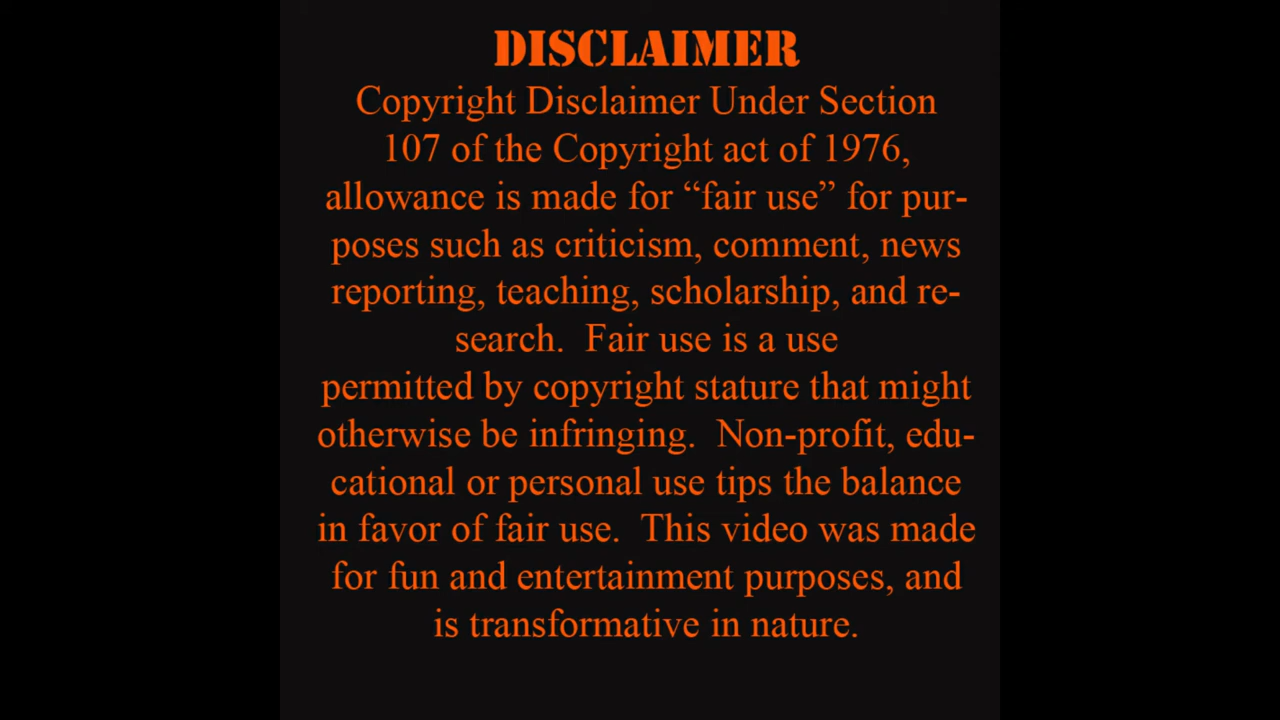 DISCLAIMER
Copyright Disclaimer Under Section
107 of the Copyright act of 1976,
allowance is made for “fair use” for pur-
poses such as criticism, comment, news
reporting, teaching, scholarship, and re-
search.  Fair use is a use
permitted by copyright stature that might
otherwise be infringing.  Non-profit, edu-
cational or personal use tips the balance
in favor of fair use.  This video was made
for fun and entertainment purposes, and
is transformative in nature.